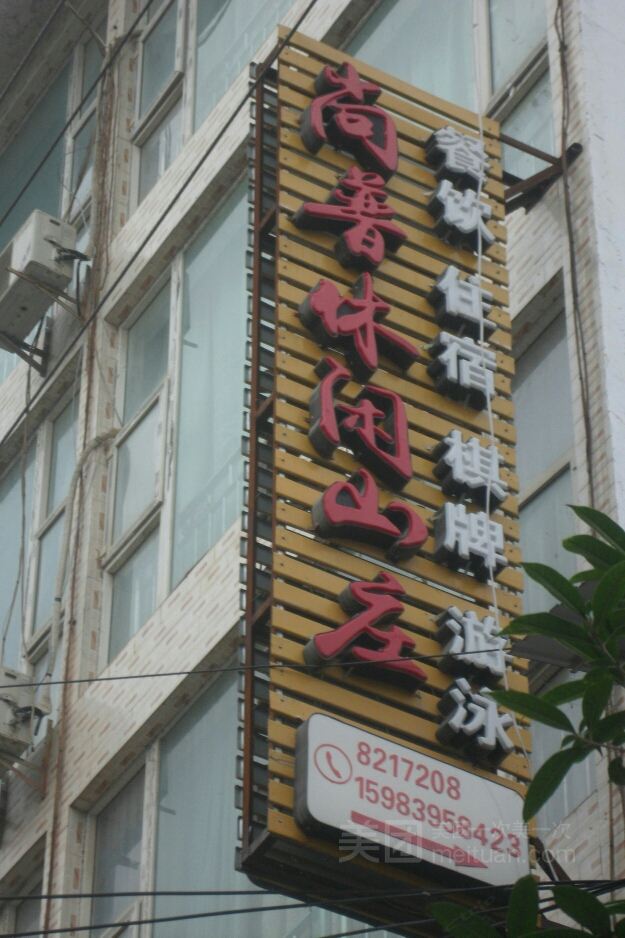 尚善休闲山庄
餐饮 住宿 棋牌 游泳
8217208
15983958423
美团
meituan.com